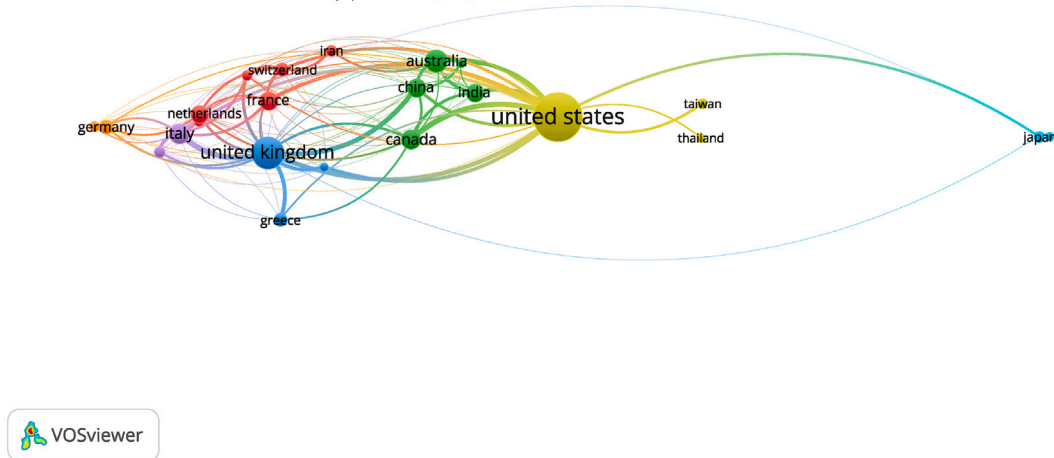 iran
australia
switzerland
china
india
france
taiwan
netherlands
united states
germany
italy
canada
thailand
japan
united kingdom
greece
VOSviewer